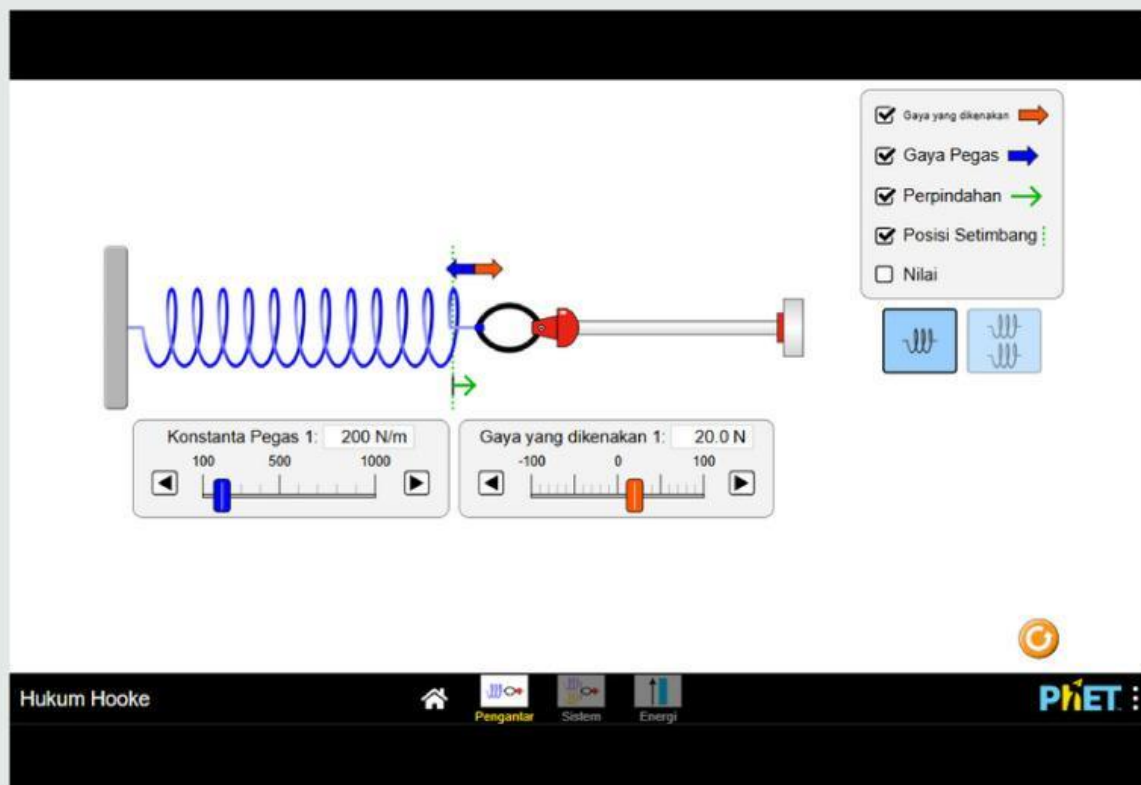 Gaya yang dikenakan
Gaya Pegas
Perpindahan
Posisi Setimbang
Nilai
Konstanta Pegas 1: 200 N/m
100 500 1000
Gaya yang dikenakan 1: 20.0 N
-100 0 100
Hukum Hooke
Pengantar
Sistem
Energi
PhET